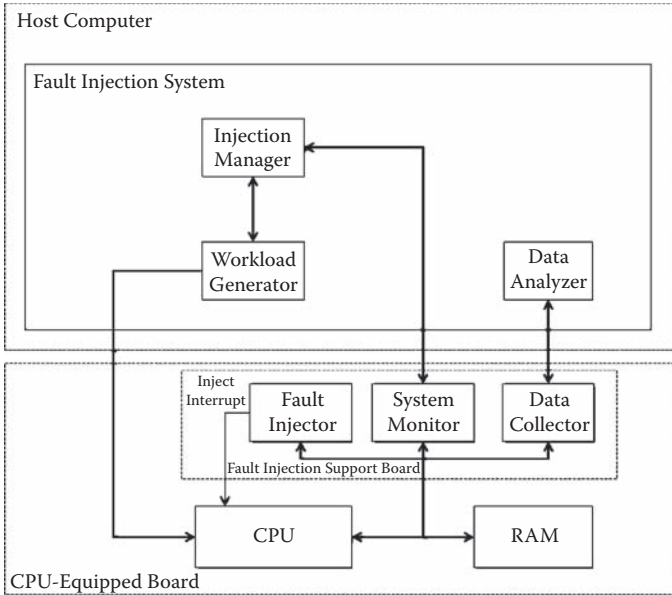 Host Computer
Fault Injection System
Injection
Manager
Workload
Generator
Data
Analyzer
Inject
Interrupt
Fault
Injector
System
Monitor
Data
Collector
Fault Injection Support Board
CPU
RAM
CPU-Equipped Board